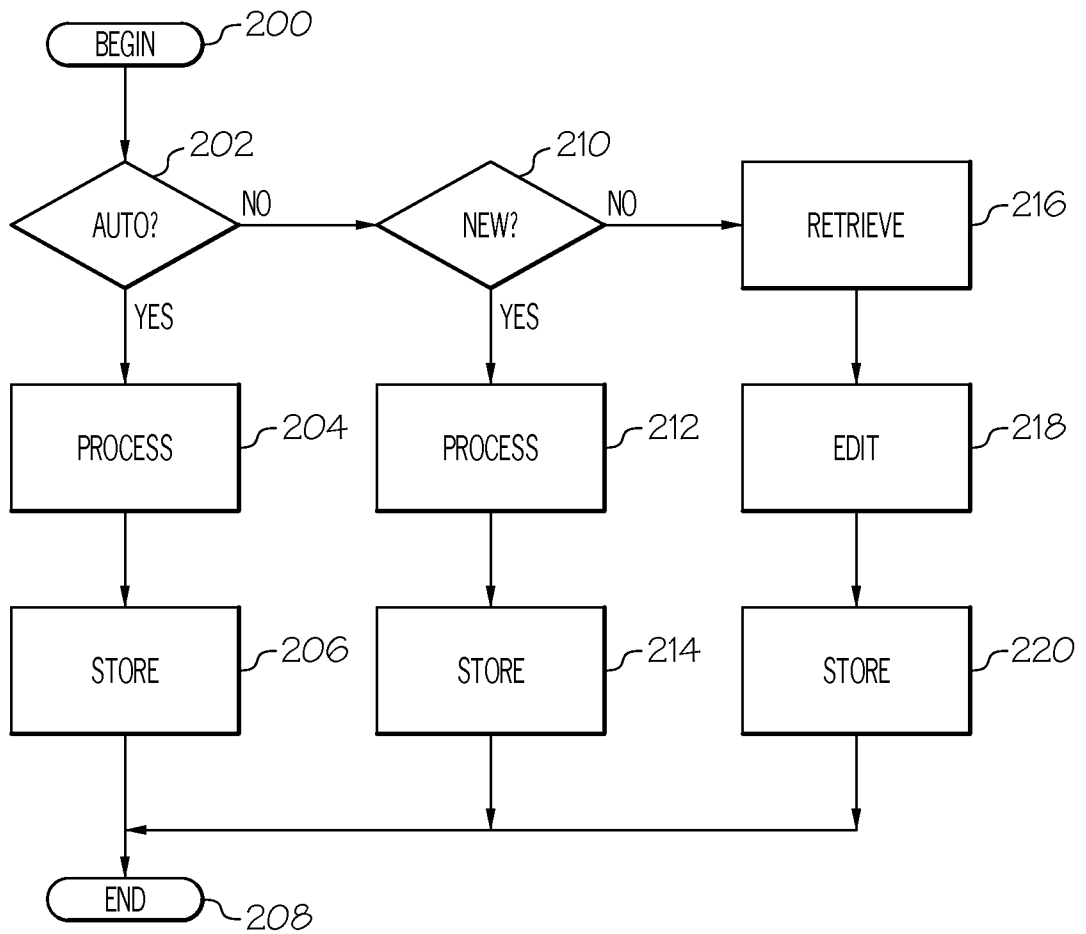 BEGIN 200
202 210
AUTO? NO NEW? NO RETRIEVE 216
YES YES
PROCESS 204 PROCESS 212 EDIT 218
STORE 206 STORE 214 STORE 220
END 208